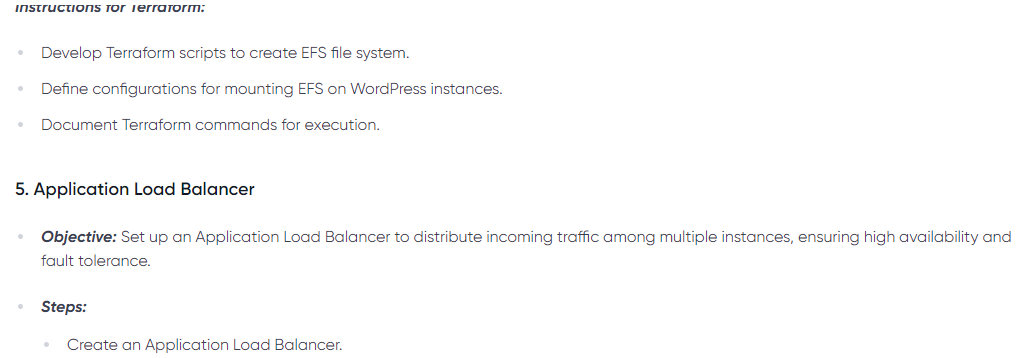 Instructions for Terraform:
Develop Terraform scripts to create EFS file system.
Define configurations for mounting EFS on WordPress instances.
Document Terraform commands for execution.
5. Application Load Balancer
Objective: Set up an Application Load Balancer to distribute incoming traffic among multiple instances, ensuring high availability and
fault tolerance.
Steps:
Create an Application Load Balancer.